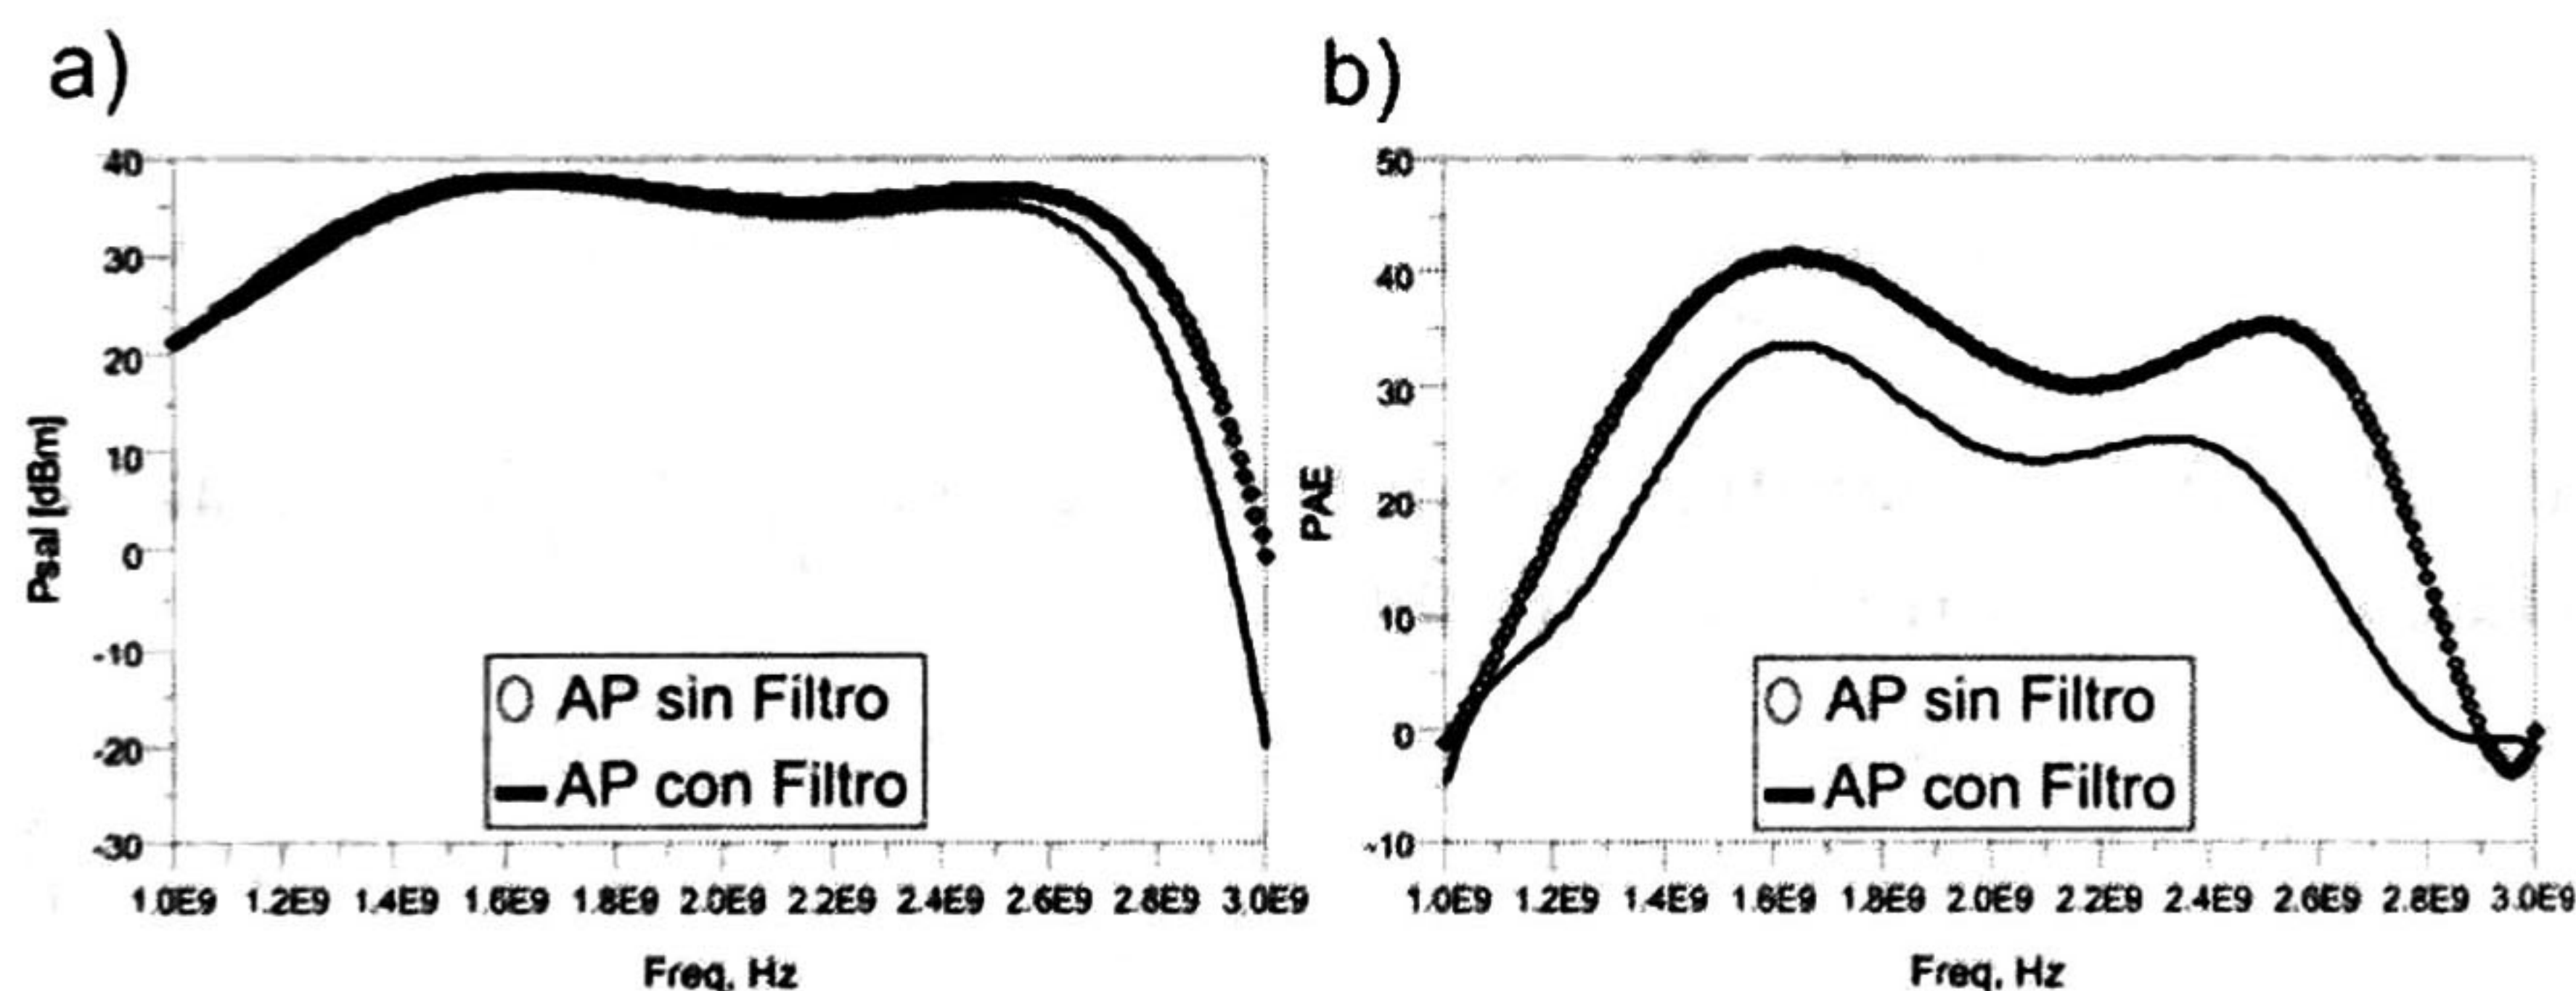 a)
40
30
20
10
0
-10
-20
-30
Psal [dBm]
AP sin Filtro
AP con Filtro
1.0E9 1.2E9 1.4E9 1.6E9 1.8E9 2.0E9 2.2E9 2.4E9 2.6E9 2.8E9 3.0E9
Freq, Hz
b)
50
40
30
20
10
0
-10
PAE
AP sin Filtro
AP con Filtro
1.0E9 1.2E9 1.4E9 1.6E9 1.8E9 2.0E9 2.2E9 2.4E9 2.6E9 2.8E9 3.0E9
Freq, Hz